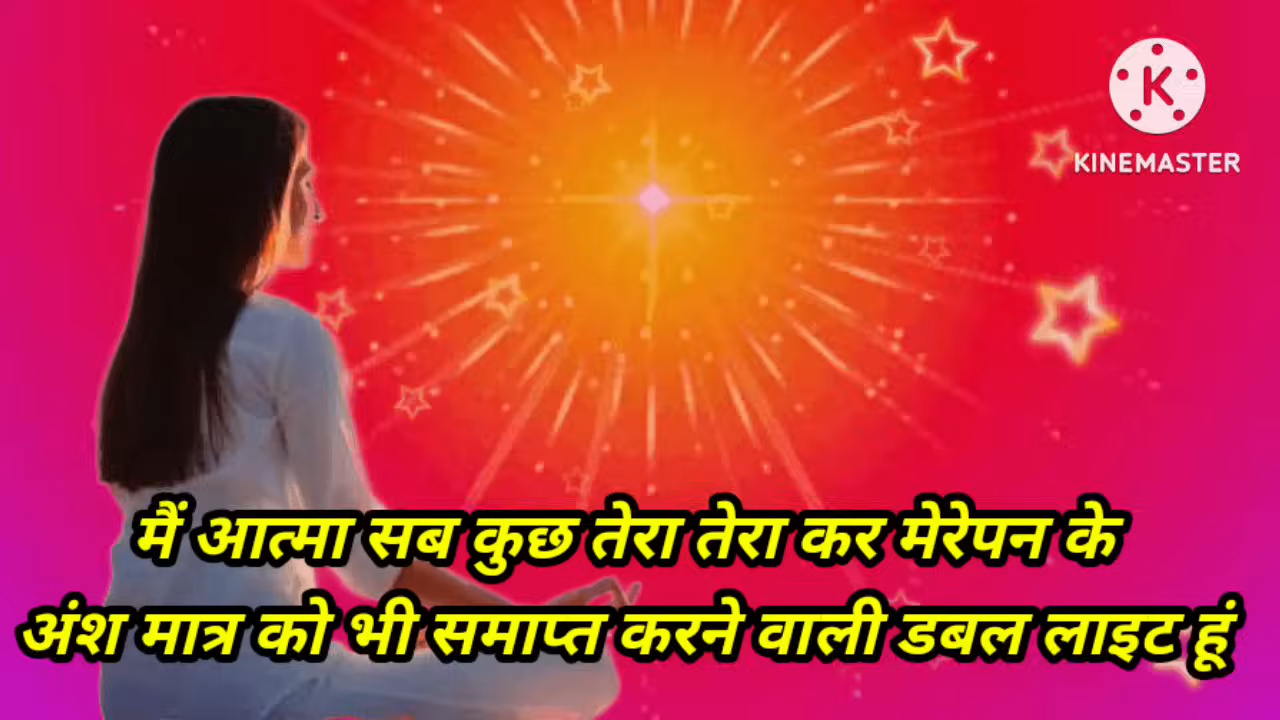 K
KINEMASTER
मैं आत्मा सब कुछ तेरा तेरा कर मेरेपन के
अंश मात्र को भी समाप्त करने वाली डबल लाइट हूं